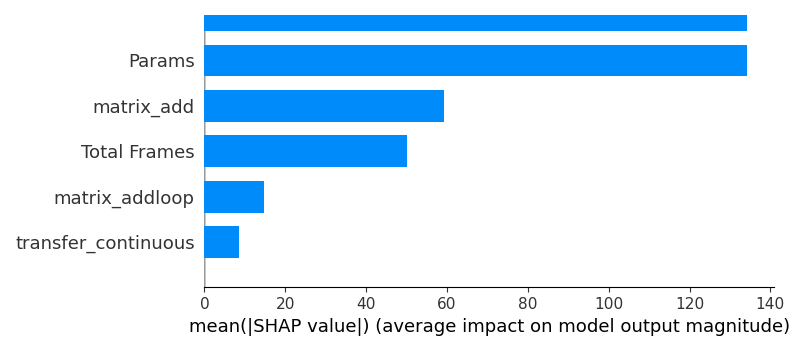 Params
matrix_add
Total Frames
matrix_addloop
transfer_continuous
0 20 40 60 80 100 120 140
mean(|SHAP value|) (average impact on model output magnitude)